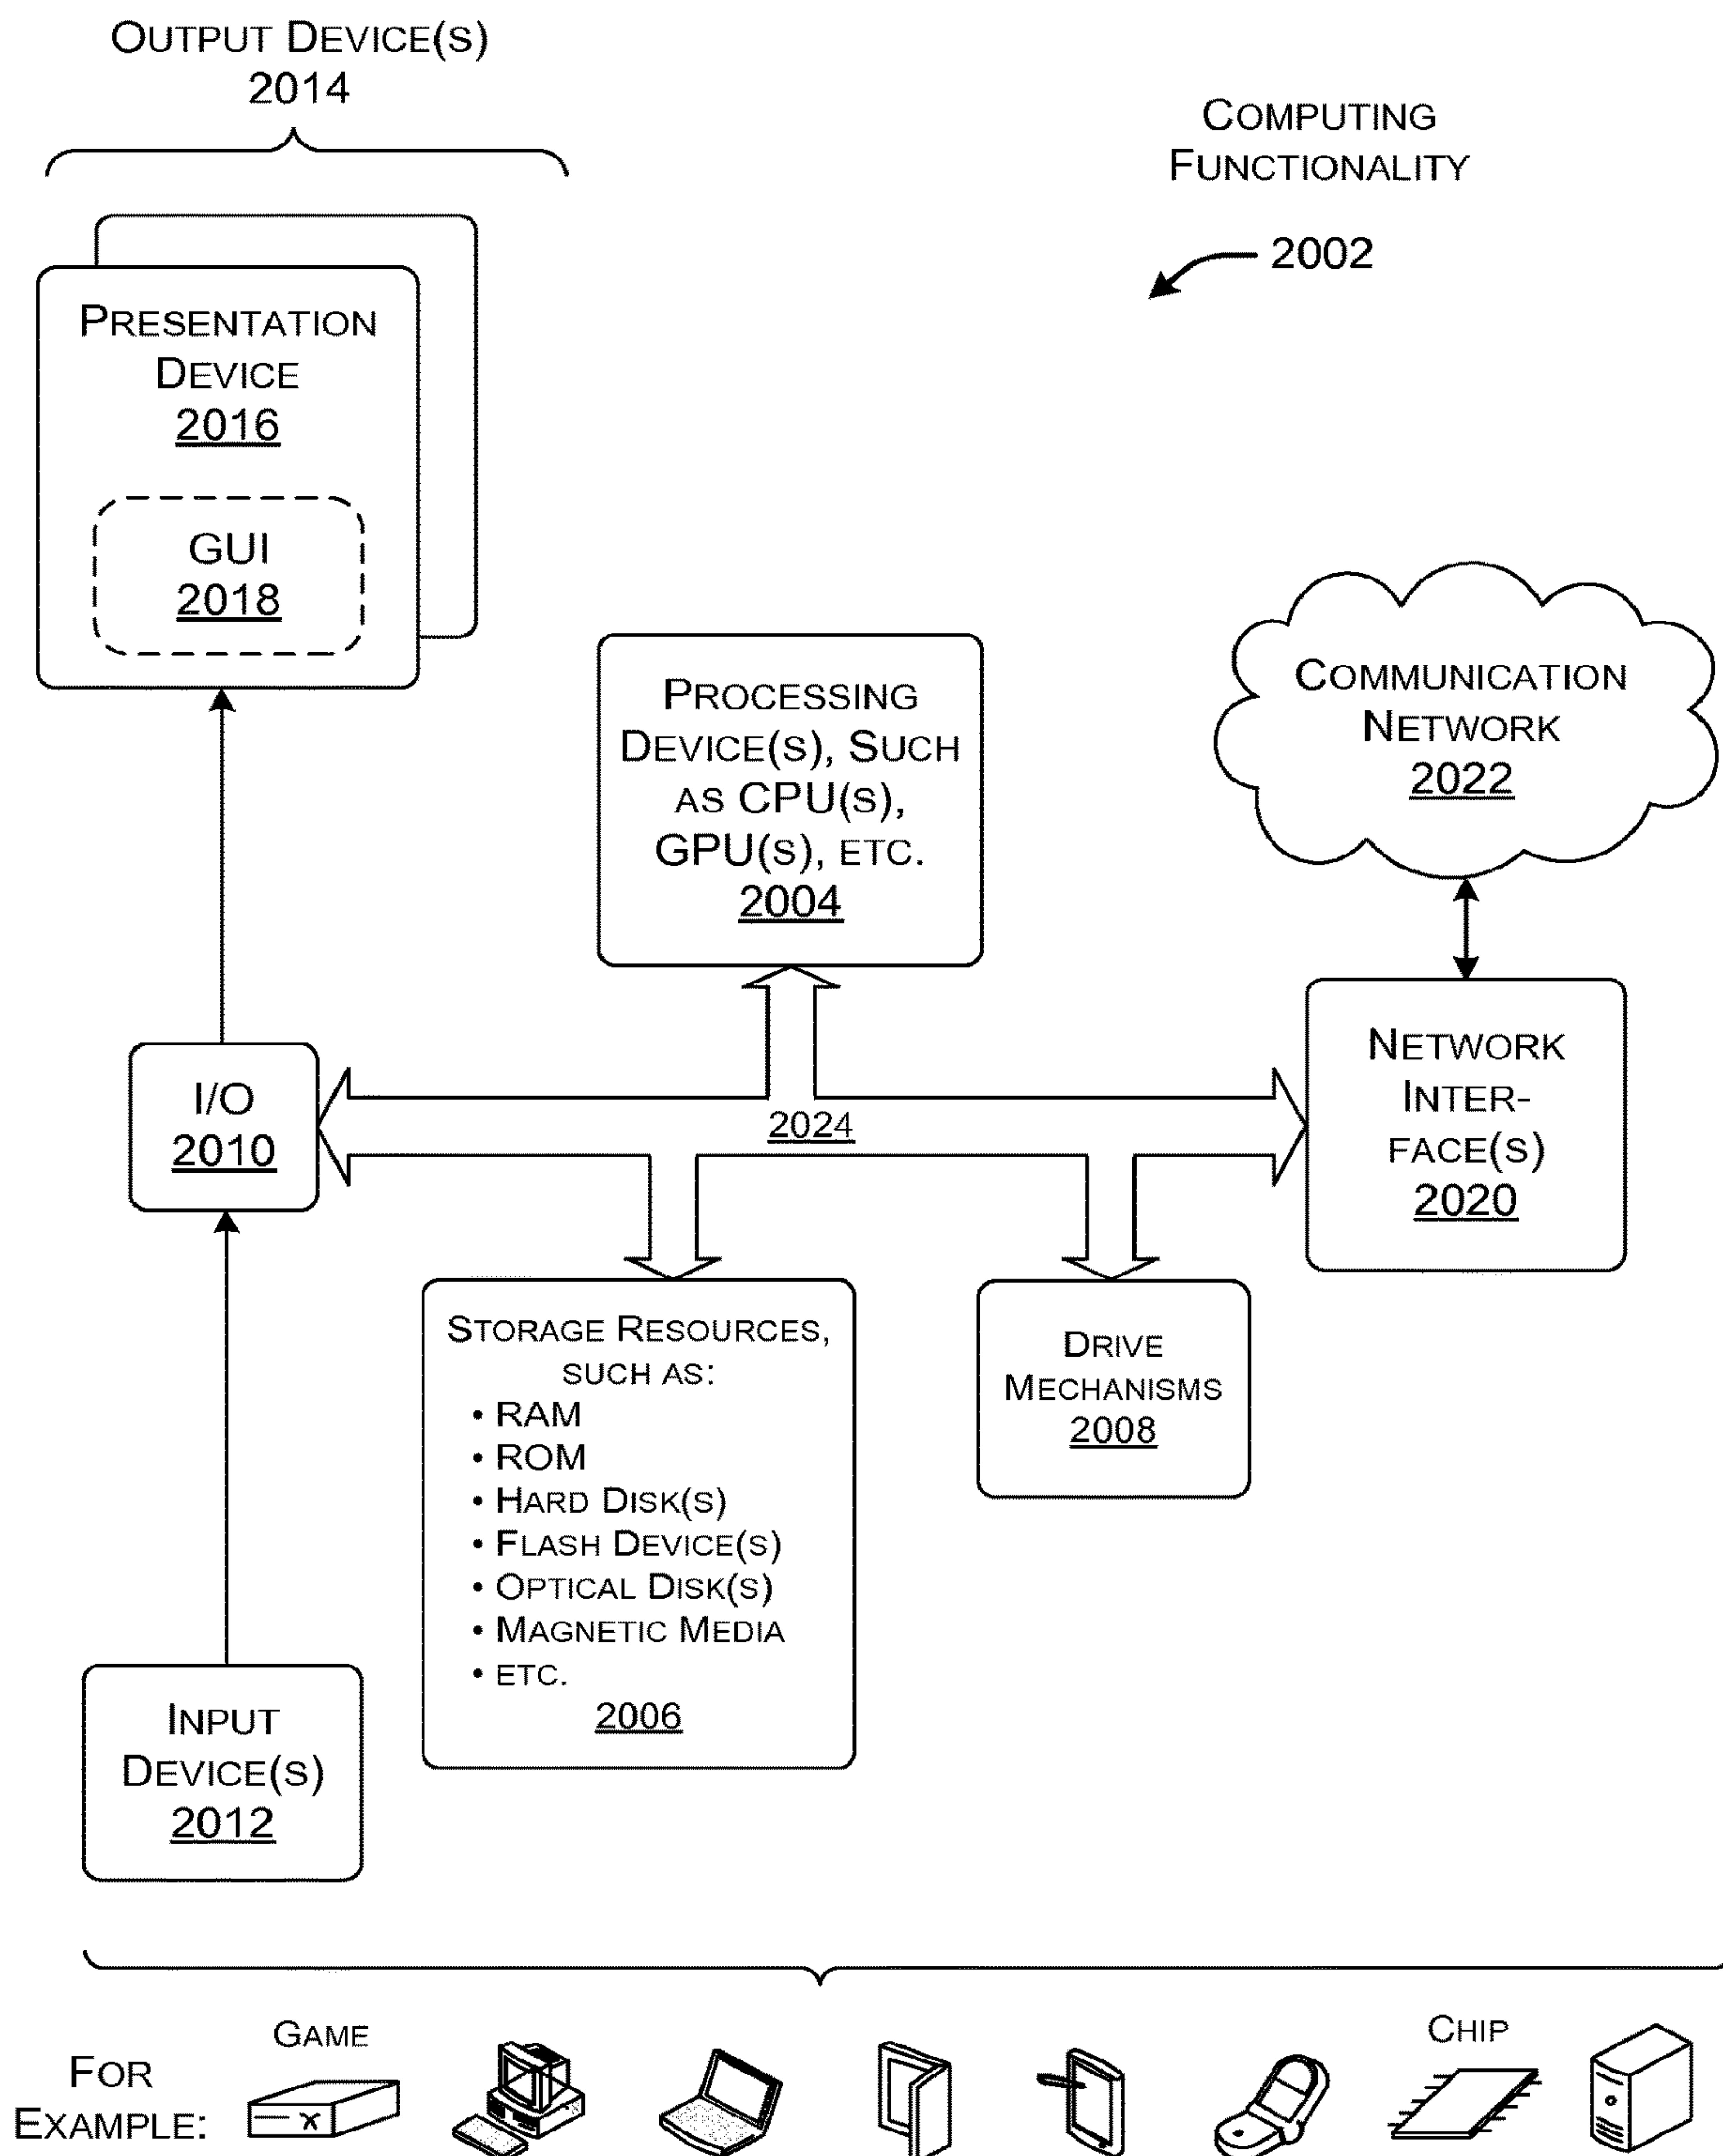 OUTPUT DEVICE(S)
2014
COMPUTING
FUNCTIONALITY
2002
PRESENTATION
DEVICE
2016
GUI
2018
PROCESSING
DEVICE(S), SUCH
AS CPU(S),
GPU(S), ETC.
2004
COMMUNICATION
NETWORK
2022
I/O
2010
2024
NETWORK
INTER-
FACE(S)
2020
STORAGE RESOURCES,
SUCH AS:
• RAM
• ROM
• HARD DISK(S)
• FLASH DEVICE(S)
• OPTICAL DISK(S)
• MAGNETIC MEDIA
• ETC.
2006
DRIVE
MECHANISMS
2008
INPUT
DEVICE(S)
2012
FOR
EXAMPLE:
GAME
CHIP